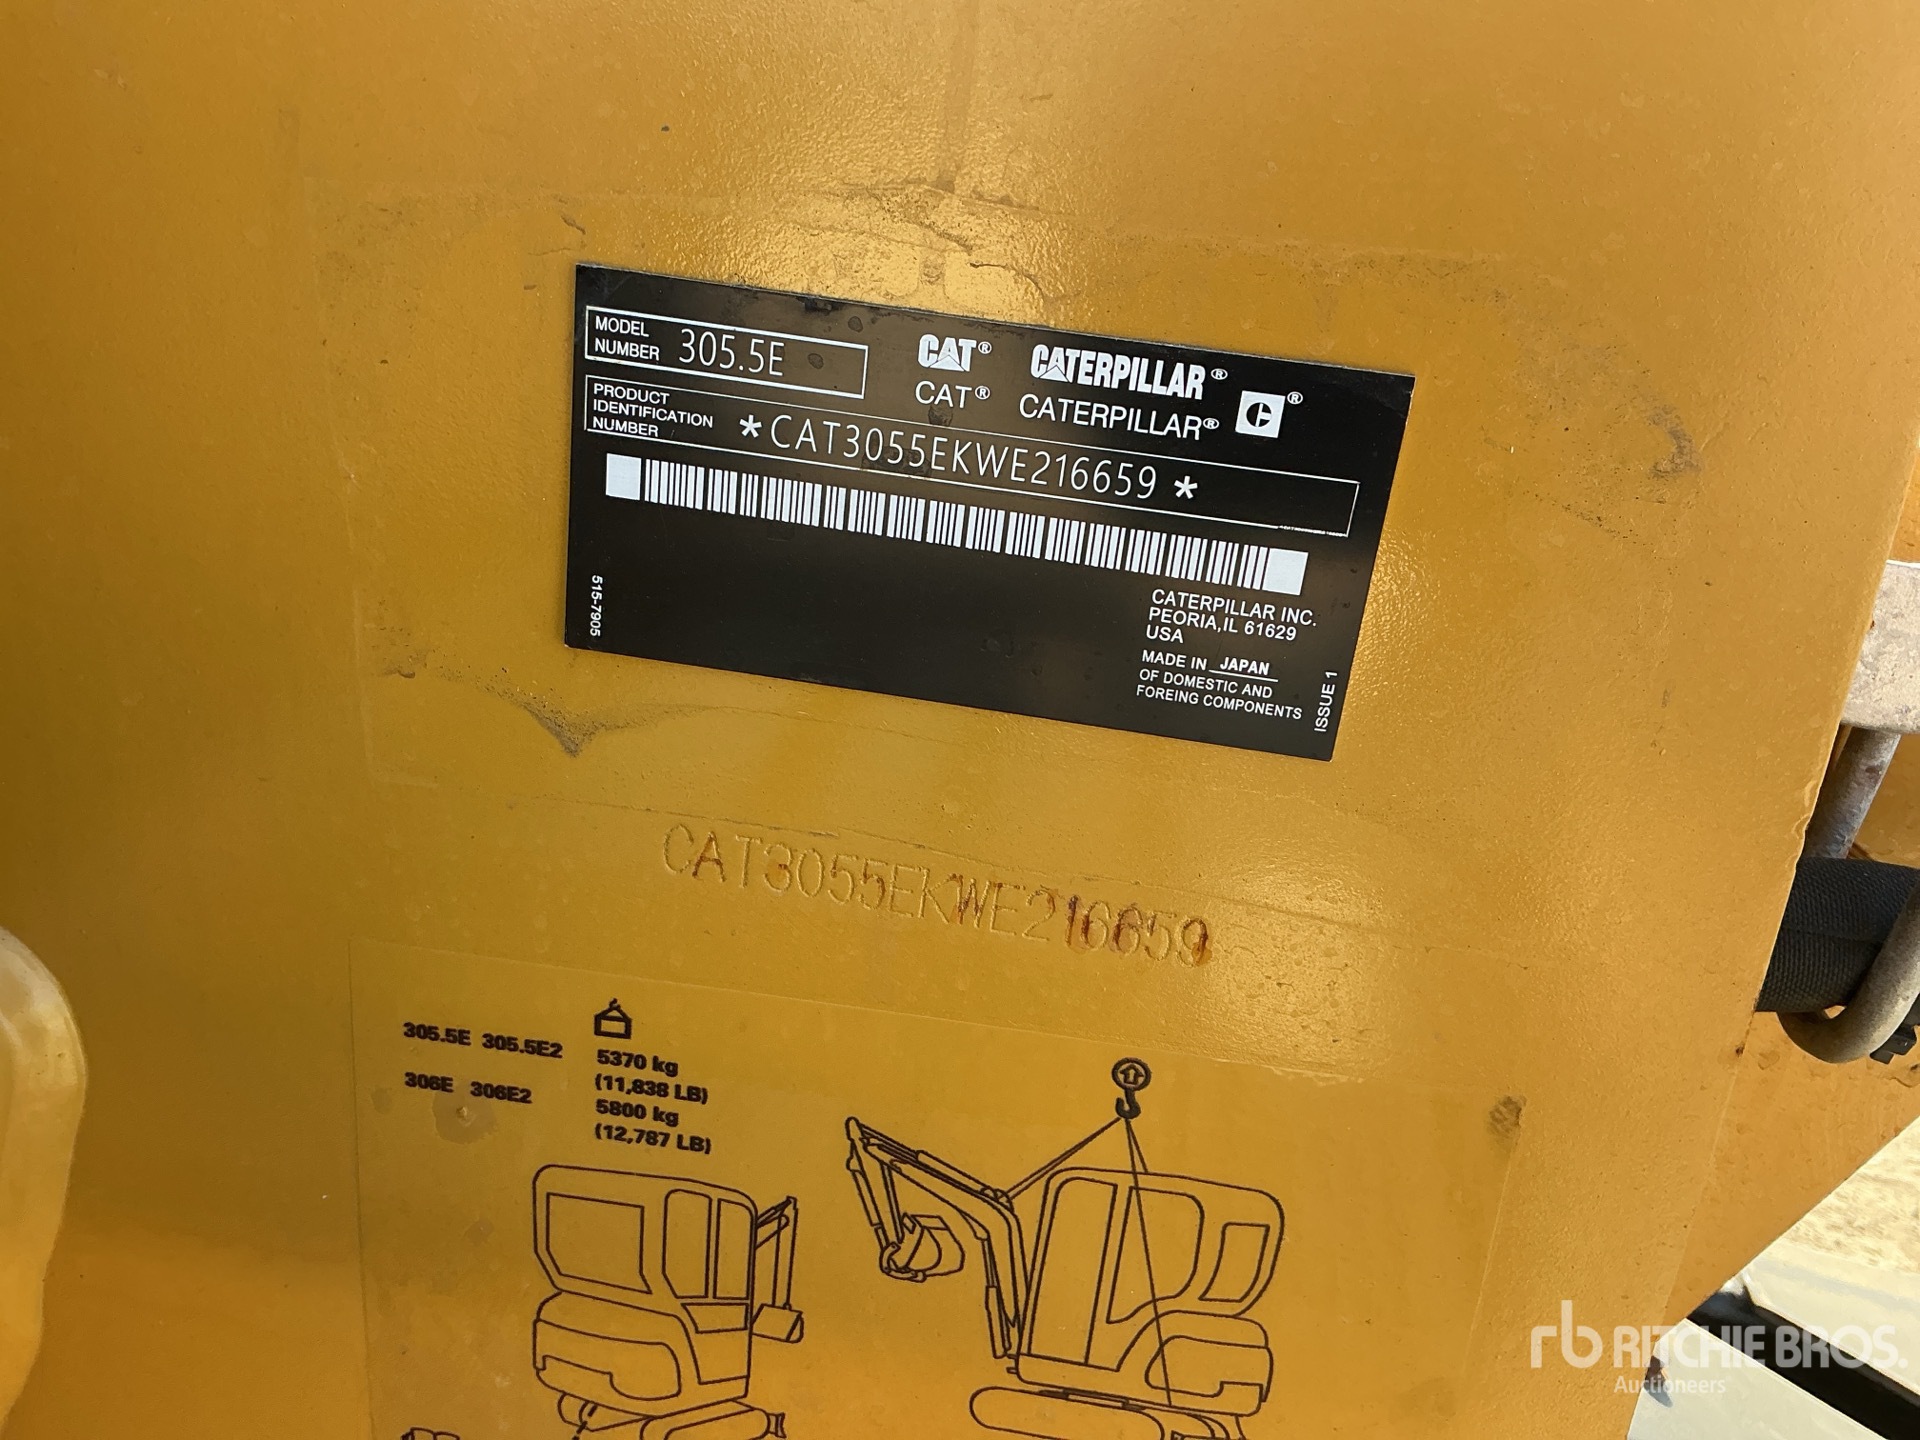 MODEL
NUMBER 305.5E
CAT® CATERPILLAR® ®
CAT® CATERPILLAR®
PRODUCT
IDENTIFICATION
NUMBER *CAT3055EKWE216659*
515-7905
CATERPILLAR INC.
PEORIA,IL 61629
USA
MADE IN JAPAN
OF DOMESTIC AND
FOREING COMPONENTS
ISSUE 1
CAT3055EKWE216659
305.5E 305.5E2 5370 kg
(11,838 LB)
306E 306E2 5800 kg
(12,787 LB)
rb RITCHIE BROS.
Auctioneers